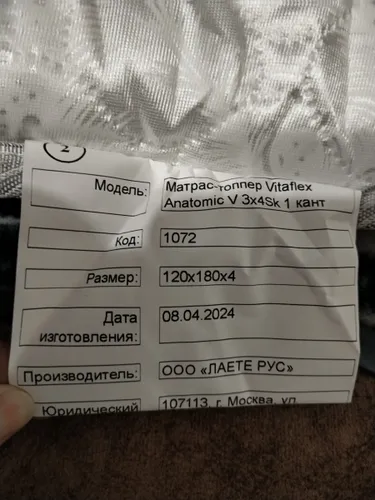 2
Модель: Матрас-топпер Vitaflex
Anatomic V 3x4Sk 1 кант
Код: 1072
Размер: 120x180x4
Дата 08.04.2024
изготовления:
Производитель: ООО «ЛАЕТЕ РУС»
Юридический 107113, г. Москва, ул.